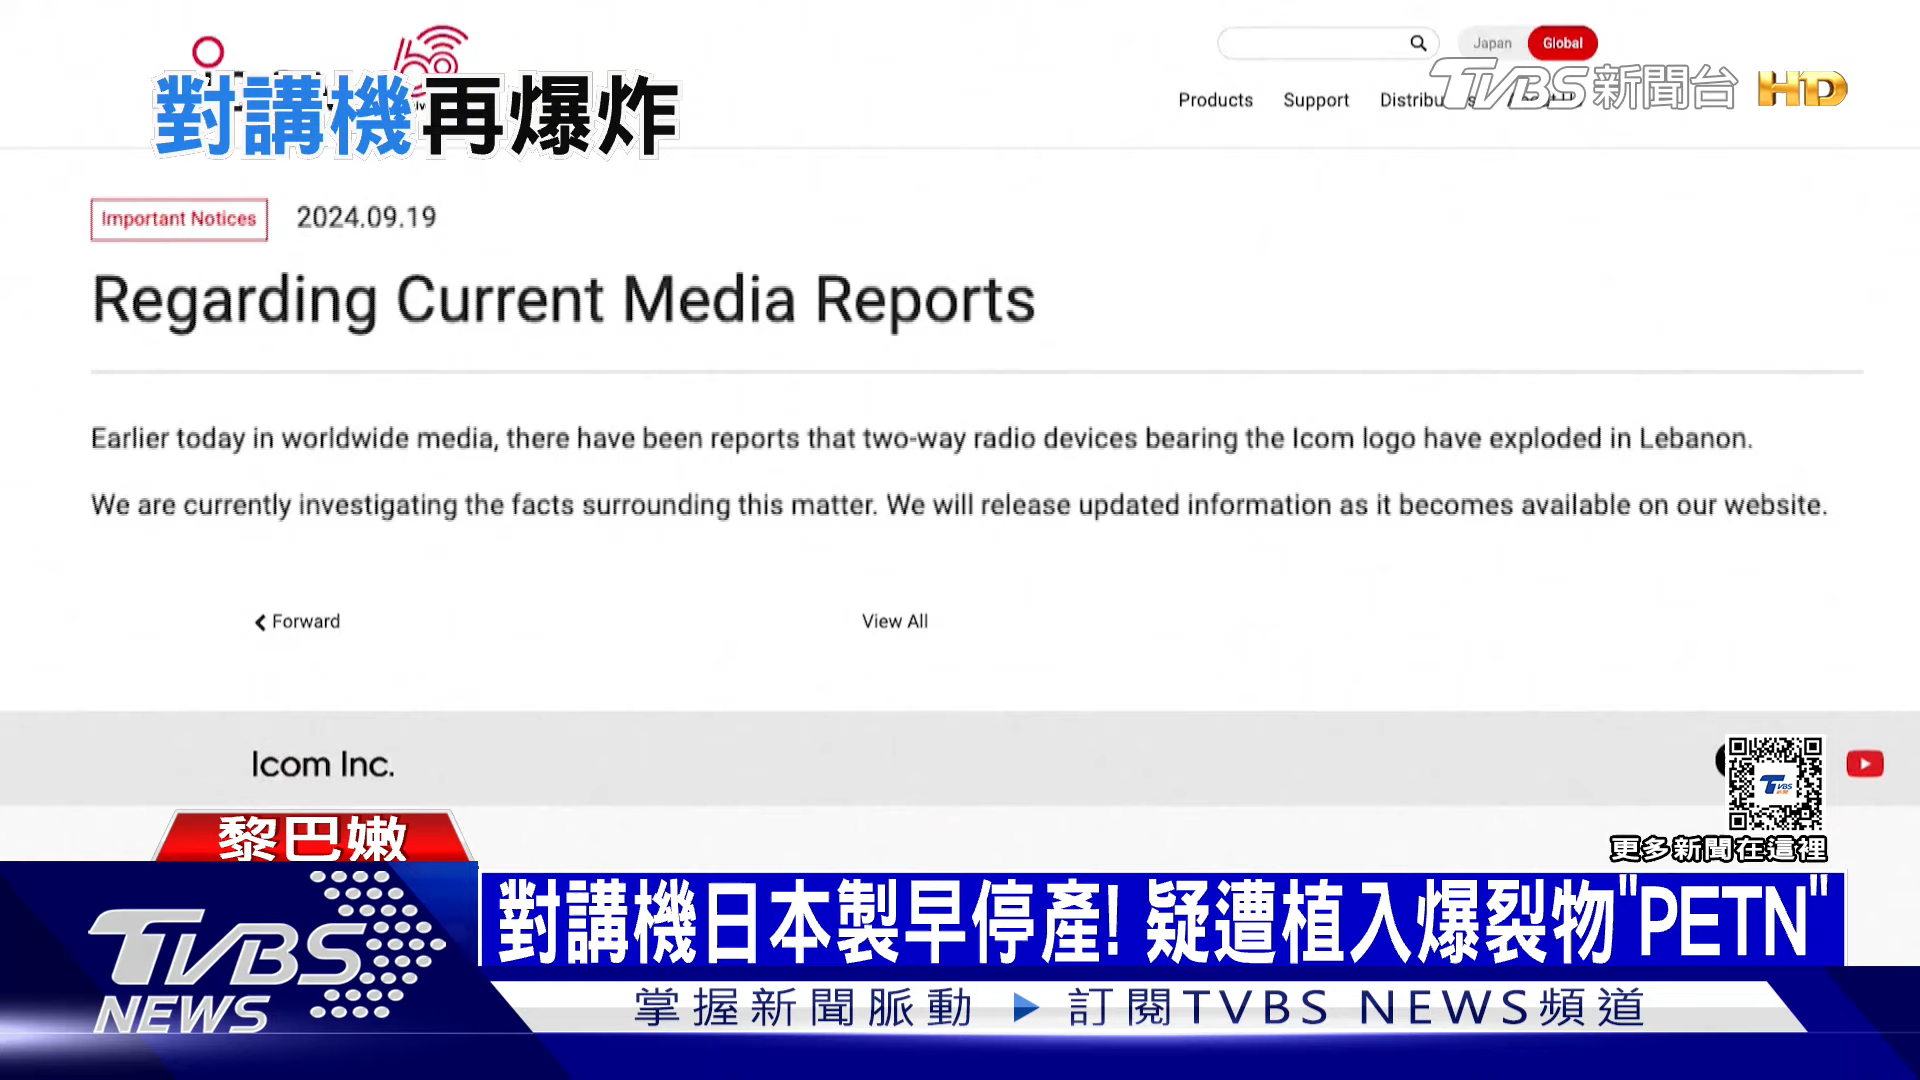 Japan
Global
對講機再爆炸
TVBS新聞台 HD
Products
Support
Important Notices
2024.09.19
Regarding Current Media Reports
Earlier today in worldwide media, there have been reports that two-way radio devices bearing the Icom logo have exploded in Lebanon.
We are currently investigating the facts surrounding this matter. We will release updated information as it becomes available on our website.
Forward
View All
Icom Inc.
TVBS
更多新聞在這裡
黎巴嫩
對講機日本製早停產! 疑遭植入爆裂物"PETN"
TVBS
NEWS
掌握新聞脈動 ▶ 訂閱TVBS NEWS頻道